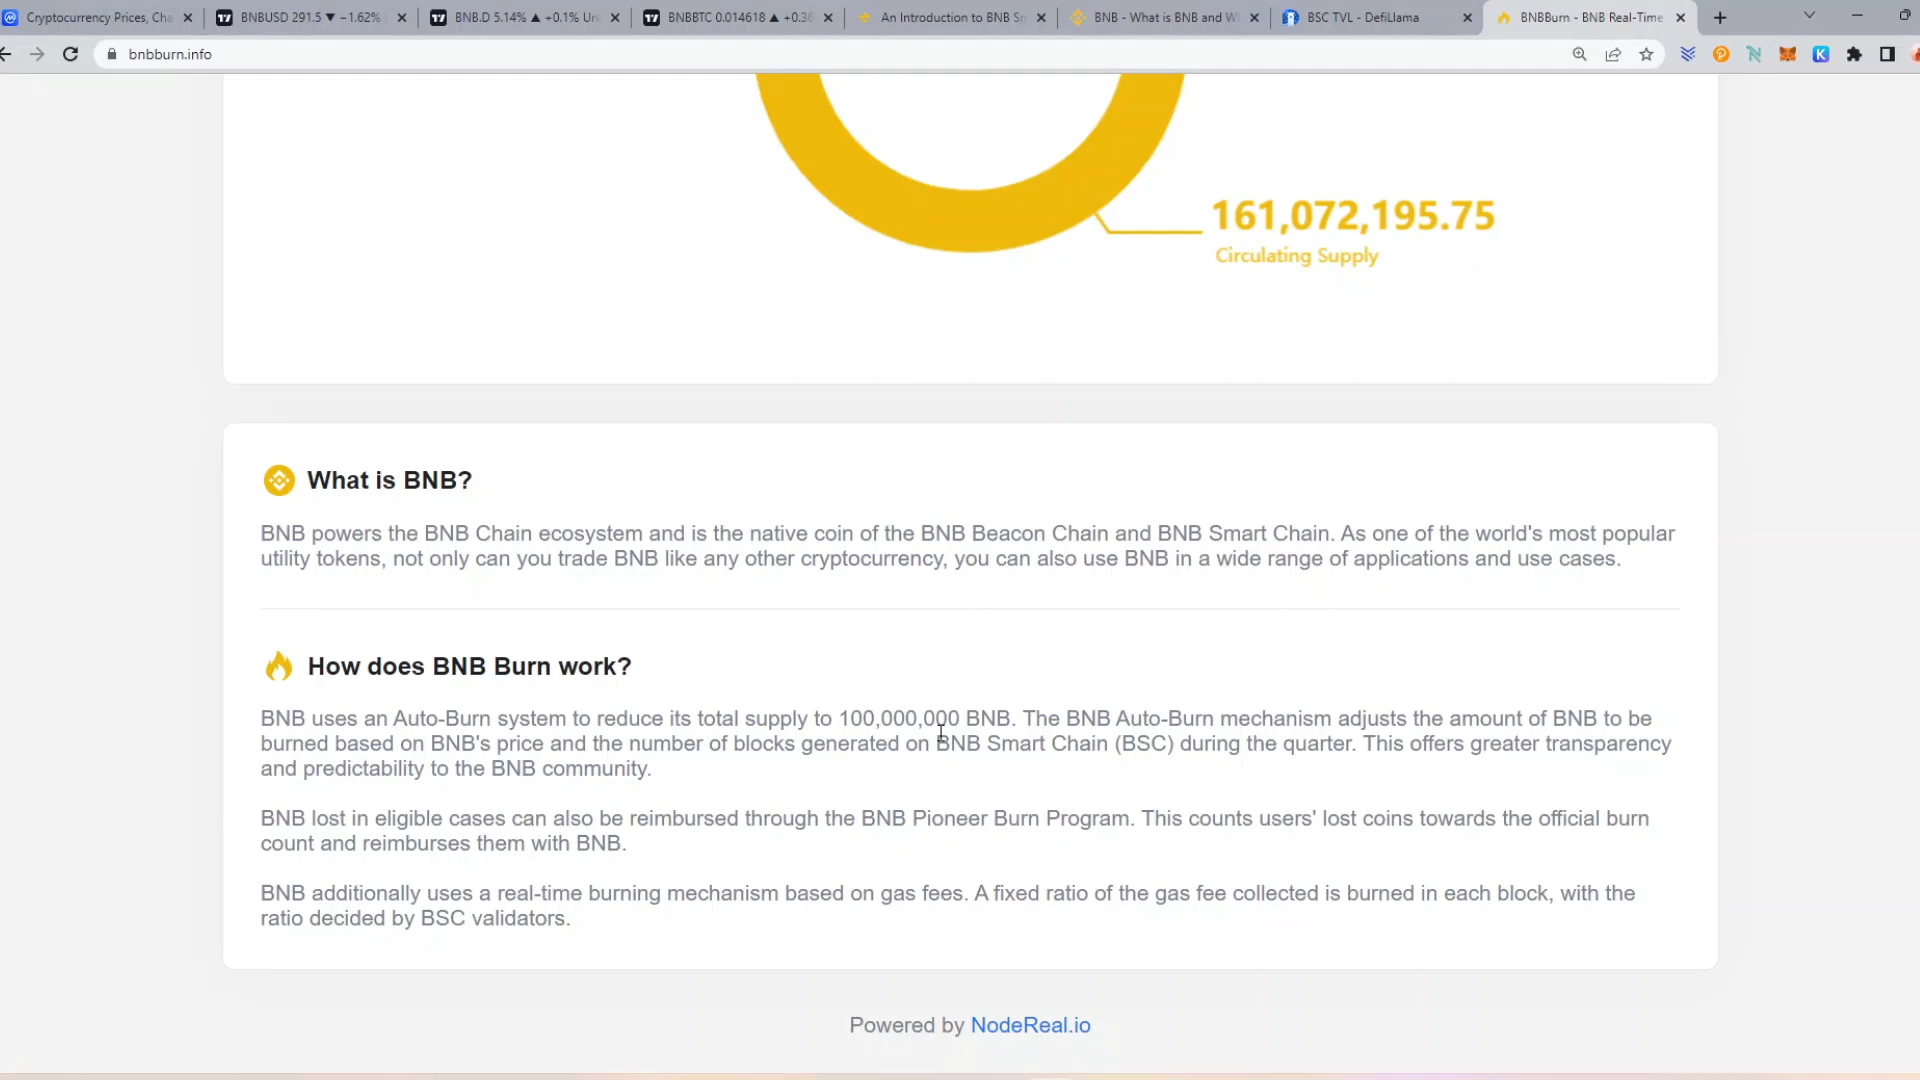 Cryptocurrency Prices, Cha
BNBUSD 291.5 ▼ −1.62%
BNB.D 5.14% ▲ +0.1% Un
BNBBTC 0.014618 ▲ +0.36
An Introduction to BNB Sm
BNB - What is BNB and W
BSC TVL - DefiLlama
BNBBurn - BNB Real-Time
bnbburn.info
161,072,195.75
Circulating Supply
What is BNB?
BNB powers the BNB Chain ecosystem and is the native coin of the BNB Beacon Chain and BNB Smart Chain. As one of the world's most popular
utility tokens, not only can you trade BNB like any other cryptocurrency, you can also use BNB in a wide range of applications and use cases.
How does BNB Burn work?
BNB uses an Auto-Burn system to reduce its total supply to 100,000,000 BNB. The BNB Auto-Burn mechanism adjusts the amount of BNB to be
burned based on BNB's price and the number of blocks generated on BNB Smart Chain (BSC) during the quarter. This offers greater transparency
and predictability to the BNB community.
BNB lost in eligible cases can also be reimbursed through the BNB Pioneer Burn Program. This counts users' lost coins towards the official burn
count and reimburses them with BNB.
BNB additionally uses a real-time burning mechanism based on gas fees. A fixed ratio of the gas fee collected is burned in each block, with the
ratio decided by BSC validators.
Powered by NodeReal.io